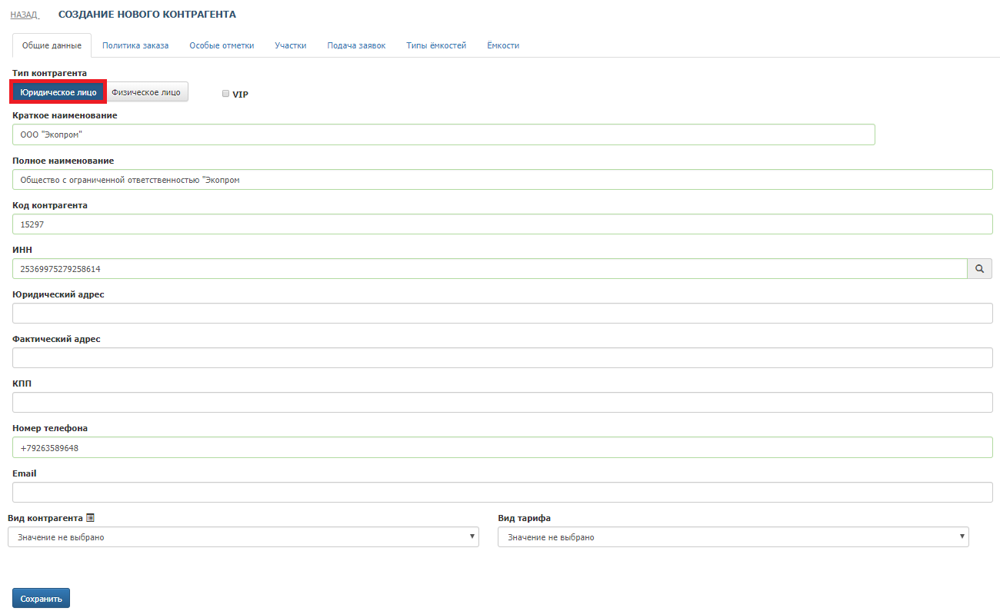 НАЗАД СОЗДАНИЕ НОВОГО КОНТРАГЕНТА
Общие данные Политика заказа Особые отметки Участки Подача заявок Типы ёмкостей Ёмкости
Тип контрагента
Юридическое лицо Физическое лицо VIP
Краткое наименование
ООО "Экопром"
Полное наименование
Общество с ограниченной ответственностью "Экопром
Код контрагента
15297
ИНН
25369975279258614
Юридический адрес
Фактический адрес
КПП
Номер телефона
+79263589648
Email
Вид контрагента Вид тарифа
Значение не выбрано Значение не выбрано
Сохранить